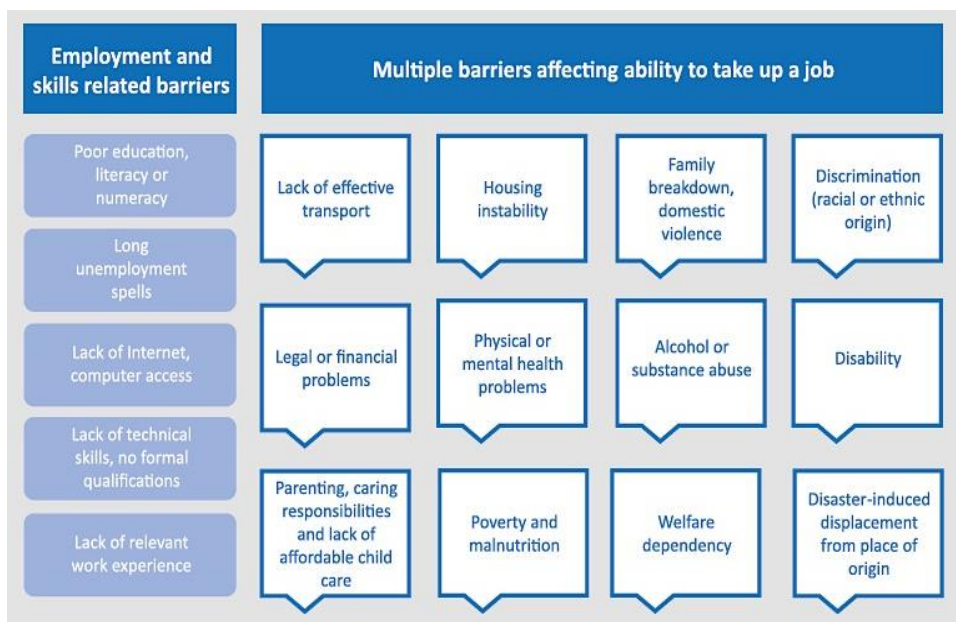 Employment and
skills related barriers
Multiple barriers affecting ability to take up a job
Poor education,
literacy or
numeracy
Long
unemployment
spells
Lack of Internet,
computer access
Lack of technical
skills, no formal
qualifications
Lack of relevant
work experience
Lack of effective
transport
Housing
instability
Family
breakdown,
domestic
violence
Discrimination
(racial or ethnic
origin)
Legal or financial
problems
Physical or
mental health
problems
Alcohol or
substance abuse
Disability
Parenting, caring
responsibilities
and lack of
affordable child
care
Poverty and
malnutrition
Welfare
dependency
Disaster-induced
displacement
from place of
origin